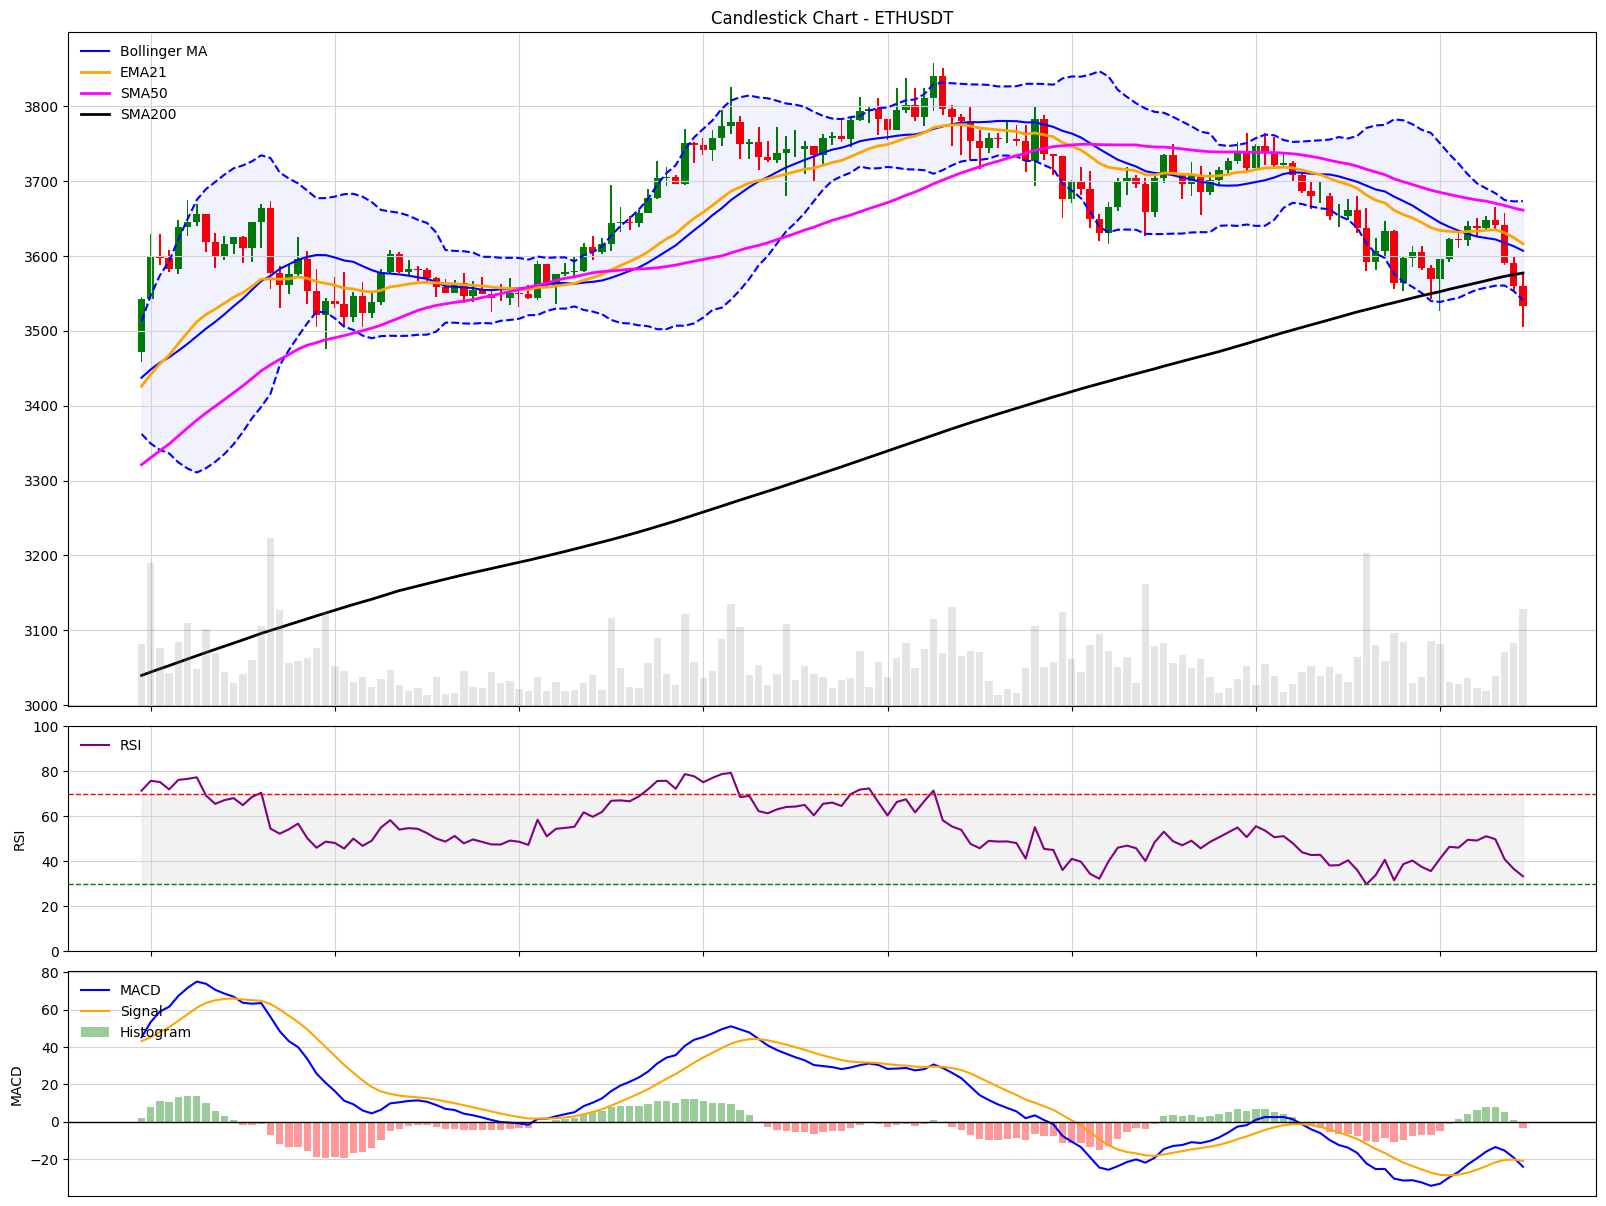 Candlestick Chart - ETHUSDT
Bollinger MA
EMA21
SMA50
SMA200
3800
3700
3600
3500
3400
3300
3200
3100
3000
RSI
100
80
60
40
20
0
RSI
MACD
Signal
Histogram
80
60
40
20
0
−20
MACD